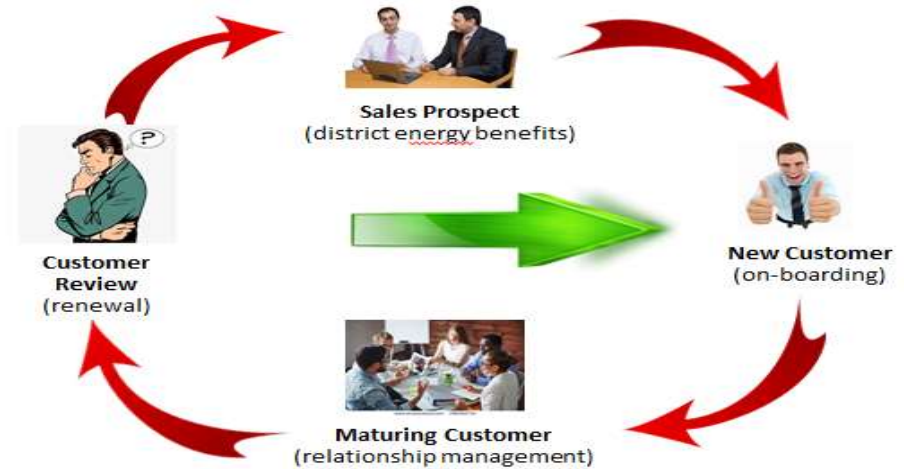 Sales Prospect
(district energy benefits)
?
Customer
Review
(renewal)
New Customer
(on-boarding)
Maturing Customer
(relationship management)